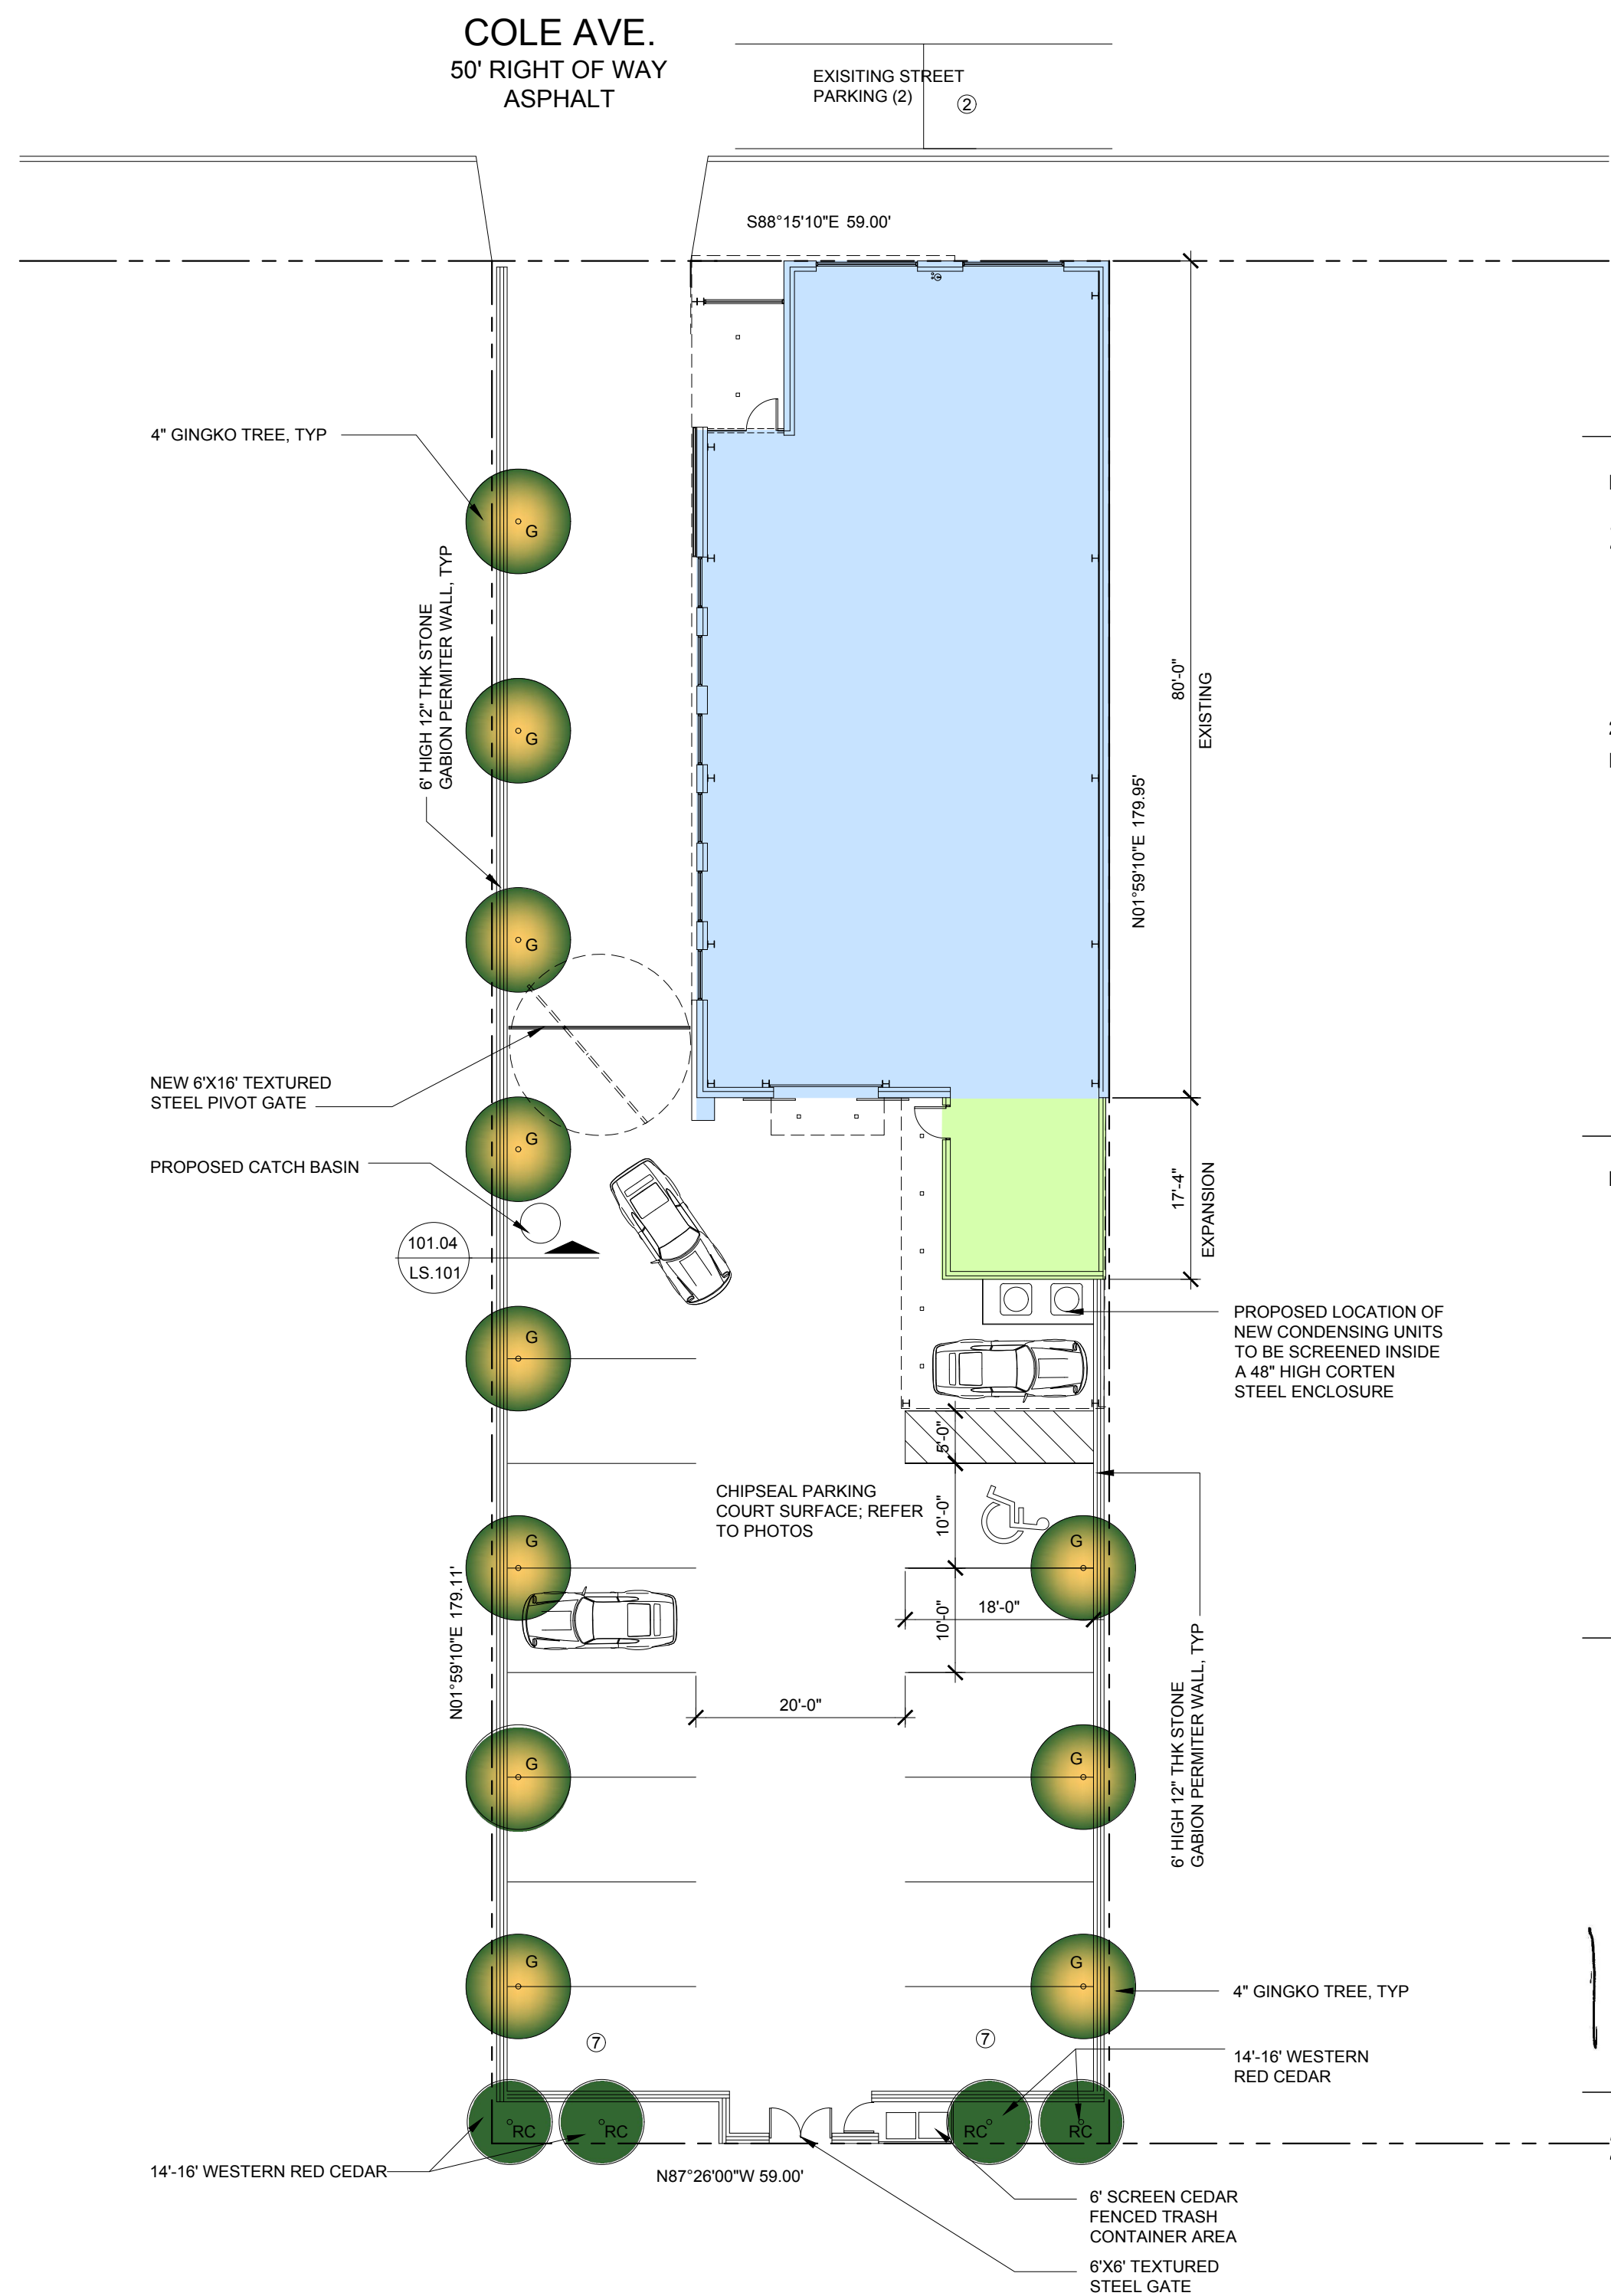 COLE AVE.
50' RIGHT OF WAY
ASPHALT
EXISITING STREET
PARKING (2)
2
S88°15'10"E 59.00'
4" GINGKO TREE, TYP
G
6' HIGH 12" THK STONE
GABION PERMITER WALL, TYP
80'-0"
EXISTING
G
N01°59'10"E 179.95'
G
NEW 6'X16' TEXTURED
STEEL PIVOT GATE
G
PROPOSED CATCH BASIN
17'-4"
EXPANSION
101.04
LS.101
PROPOSED LOCATION OF
NEW CONDENSING UNITS
TO BE SCREENED INSIDE
A 48" HIGH CORTEN
STEEL ENCLOSURE
G
5'-0"
CHIPSEAL PARKING
COURT SURFACE; REFER
TO PHOTOS
10'-0"
G
G
N01°59'10"E 179.11'
18'-0"
10'-0"
20'-0"
6' HIGH 12" THK STONE
GABION PERMITER WALL, TYP
G
G
G
G
4" GINGKO TREE, TYP
7
7
14'-16' WESTERN
RED CEDAR
RC
RC
RC
RC
14'-16' WESTERN RED CEDAR
N87°26'00"W 59.00'
6' SCREEN CEDAR
FENCED TRASH
CONTAINER AREA
6'X6' TEXTURED
STEEL GATE